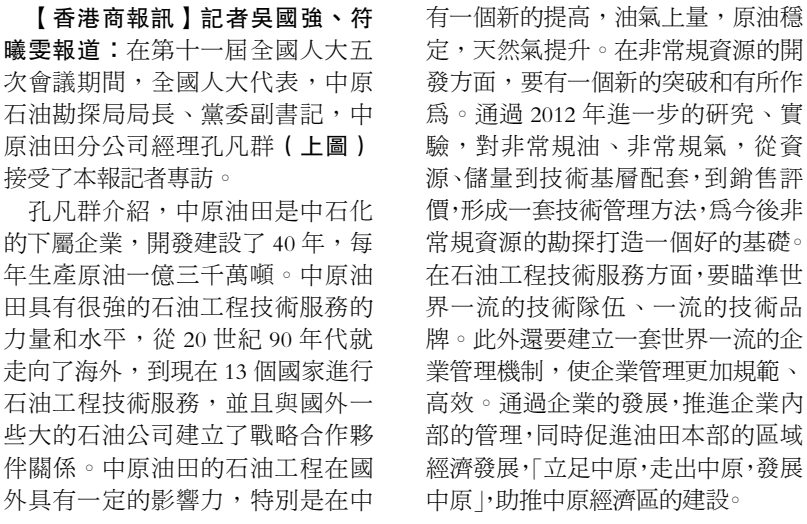 【香港商報訊】記者吳國強、符
曦雯報道：在第十一屆全國人大五
次會議期間，全國人大代表，中原
石油勘探局局長、黨委副書記，中
原油田分公司經理孔凡群（上圖）
接受了本報記者專訪。
孔凡群介紹，中原油田是中石化
的下屬企業，開發建設了 40 年，每
年生產原油一億三千萬噸。中原油
田具有很強的石油工程技術服務的
力量和水平，從 20 世紀 90 年代就
走向了海外，到現在 13 個國家進行
石油工程技術服務，並且與國外一
些大的石油公司建立了戰略合作夥
伴關係。中原油田的石油工程在國
外具有一定的影響力，特別是在中
有一個新的提高，油氣上量，原油穩
定，天然氣提升。在非常規資源的開
發方面，要有一個新的突破和有所作
爲。通過 2012 年進一步的研究、實
驗，對非常規油、非常規氣，從資
源、儲量到技術基層配套，到銷售評
價，形成一套技術管理方法，爲今後非
常規資源的勘探打造一個好的基礎。
在石油工程技術服務方面，要瞄準世
界一流的技術隊伍、一流的技術品
牌。此外還要建立一套世界一流的企
業管理機制，使企業管理更加規範、
高效。通過企業的發展，推進企業內
部的管理，同時促進油田本部的區域
經濟發展，「立足中原，走出中原，發展
中原」，助推中原經濟區的建設。